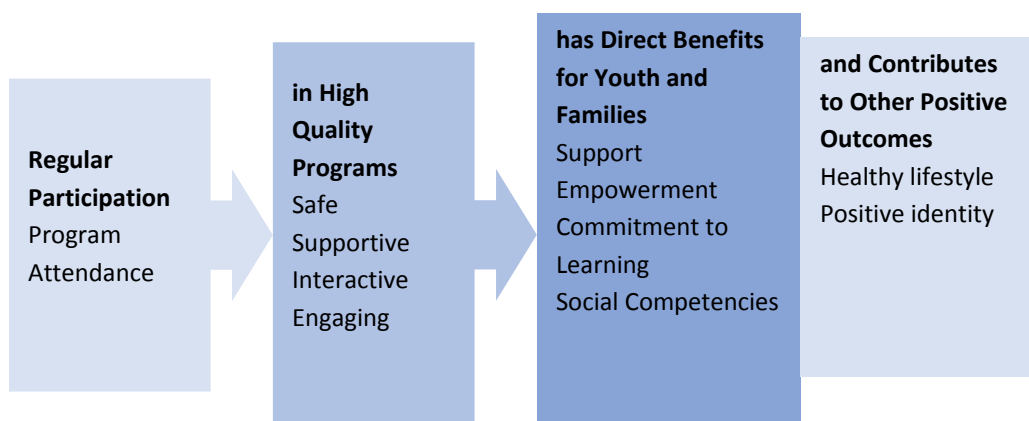 Regular
Participation
Program
Attendance
in High
Quality
Programs
Safe
Supportive
Interactive
Engaging
has Direct Benefits
for Youth and
Families
Support
Empowerment
Commitment to
Learning
Social Competencies
and Contributes
to Other Positive
Outcomes
Healthy lifestyle
Positive identity